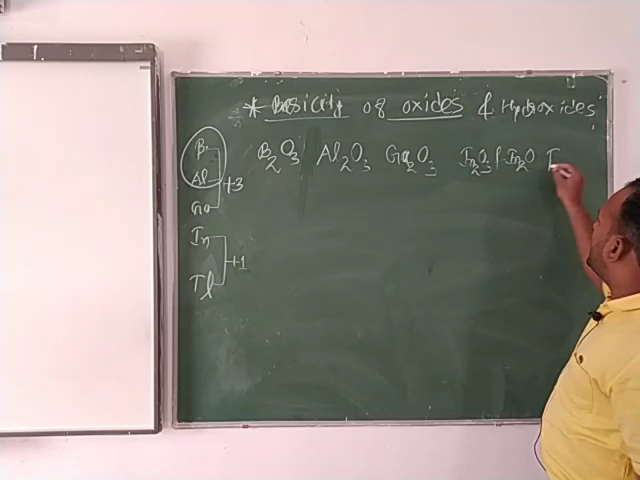 * Basicity of oxides & Hydroxides
B₂O₃ Al₂O₃ Ga₂O₃ In₂O₃ & In₂O
B
Al +3
Ga
In
+1
Tl